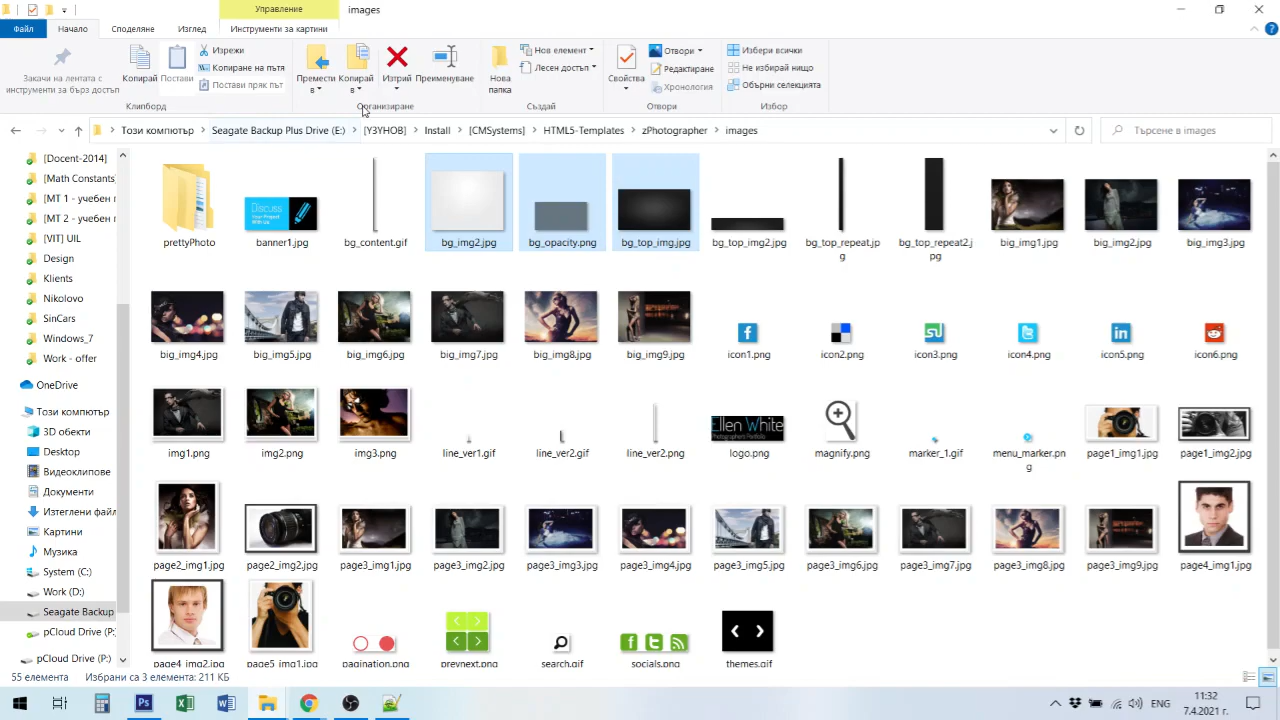 Управление
images
Файл
Начало
Споделяне
Изглед
Инструменти за картини
Закачи на лентата с
инструменти за бърз достъп
Копирай
Постави
Изрежи
Копиране на пътя
Постави пряк път
Клипборд
Премести
в
Копирай
в
Изтрий
Преименуване
Организиране
Нова
папка
Нов елемент
Лесен достъп
Създай
Свойства
Отвори
Редактиране
Хронология
Отвори
Избери всички
Не избирай нищо
Обърни селекцията
Избор
Този компютър
Seagate Backup Plus Drive (E:)
[УЗУНОВ]
Install
[CMSystems]
HTML5-Templates
zPhotographer
images
Търсене в images
[Docent-2014]
[Math Constants
[MT 1 - учебен г
[MT 2 - учебен г
[VIT] UIL
Design
Klients
Nikolovo
SinCars
Windows_7
Work - offer
OneDrive
Този компютър
3D обекти
Desktop
Видеоклипове
Документи
Изтеглени файл
Картини
Музика
System (C:)
Work (D:)
Seagate Backup
pCloud Drive (P:
pCloud Drive (P:)
prettyPhoto
Discuss
Your Project
With Us
banner1.jpg
bg_content.gif
bg_img2.jpg
bg_opacity.png
bg_top_img.jpg
bg_top_img2.jpg
bg_top_repeat.jp
g
bg_top_repeat2.j
pg
big_img1.jpg
big_img2.jpg
big_img3.jpg
big_img4.jpg
big_img5.jpg
big_img6.jpg
big_img7.jpg
big_img8.jpg
big_img9.jpg
icon1.png
icon2.png
icon3.png
icon4.png
icon5.png
icon6.png
img1.png
img2.png
img3.png
line_ver1.gif
line_ver2.gif
line_ver2.png
Ellen White
logo.png
magnify.png
marker_1.gif
menu_marker.pn
g
page1_img1.jpg
page1_img2.jpg
page2_img1.jpg
page2_img2.jpg
page3_img1.jpg
page3_img2.jpg
page3_img3.jpg
page3_img4.jpg
page3_img5.jpg
page3_img6.jpg
page3_img7.jpg
page3_img8.jpg
page3_img9.jpg
page4_img1.jpg
page4_img2.jpg
page5_img1.jpg
pagination.png
prevnext.png
search.gif
socials.png
themes.gif
55 елемента
Избрани са 3 елемента: 211 КБ
ENG
11:32
7.4.2021 г.